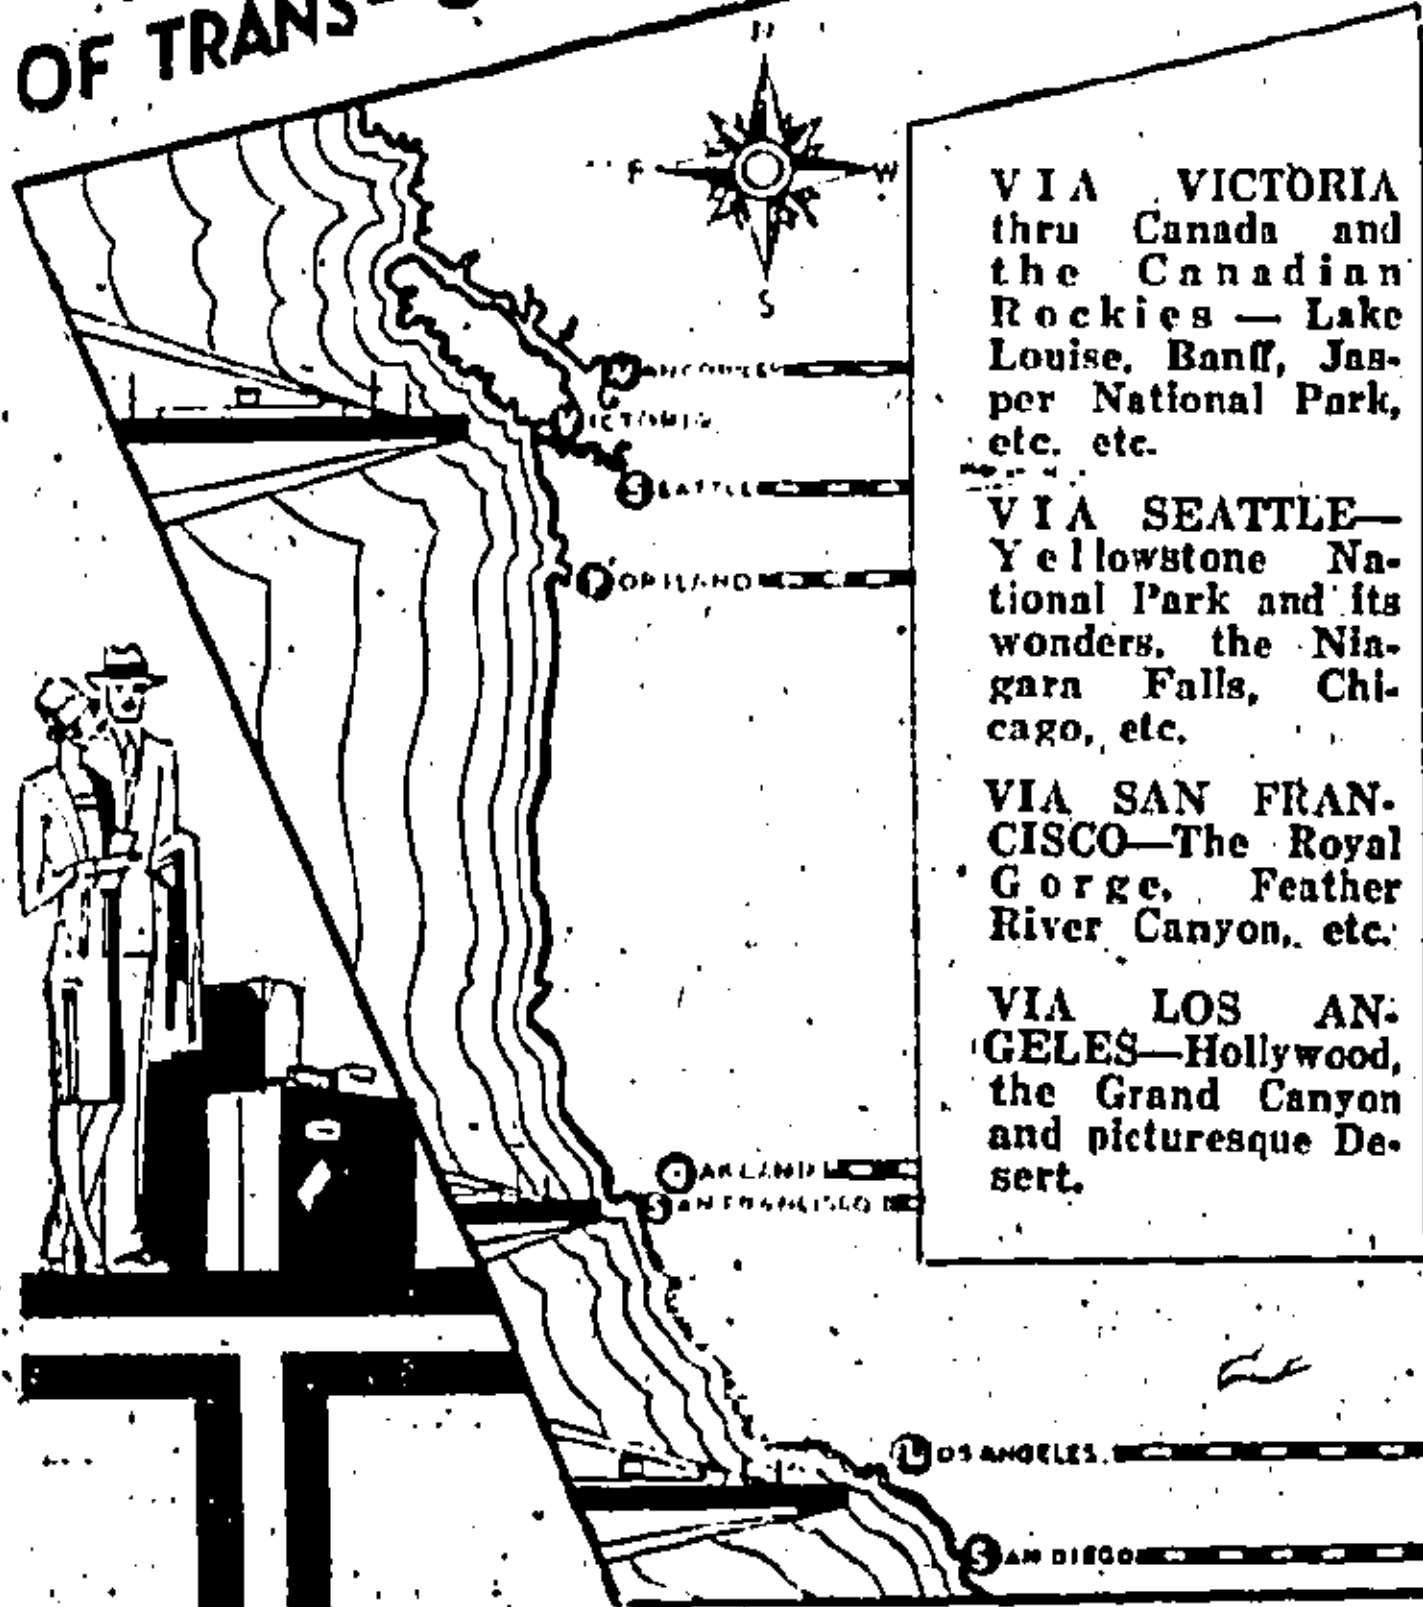 OF TRANS-
N
W
S
VANCOUVER
VICTORIA
SEATTLE
PORTLAND
OAKLAND
SAN FRANCISCO
LOS ANGELES
SAN DIEGO
VIA VICTORIA
thru Canada and
the Canadian
Rockies — Lake
Louise, Banff, Jas-
per National Park,
etc. etc.
VIA SEATTLE—
Yellowstone Na-
tional Park and its
wonders, the Nia-
gara Falls, Chi-
cago, etc.
VIA SAN FRAN-
CISCO—The Royal
Gorge, Feather
River Canyon, etc.
VIA LOS AN-
GELES—Hollywood,
the Grand Canyon
and picturesque De-
sert.